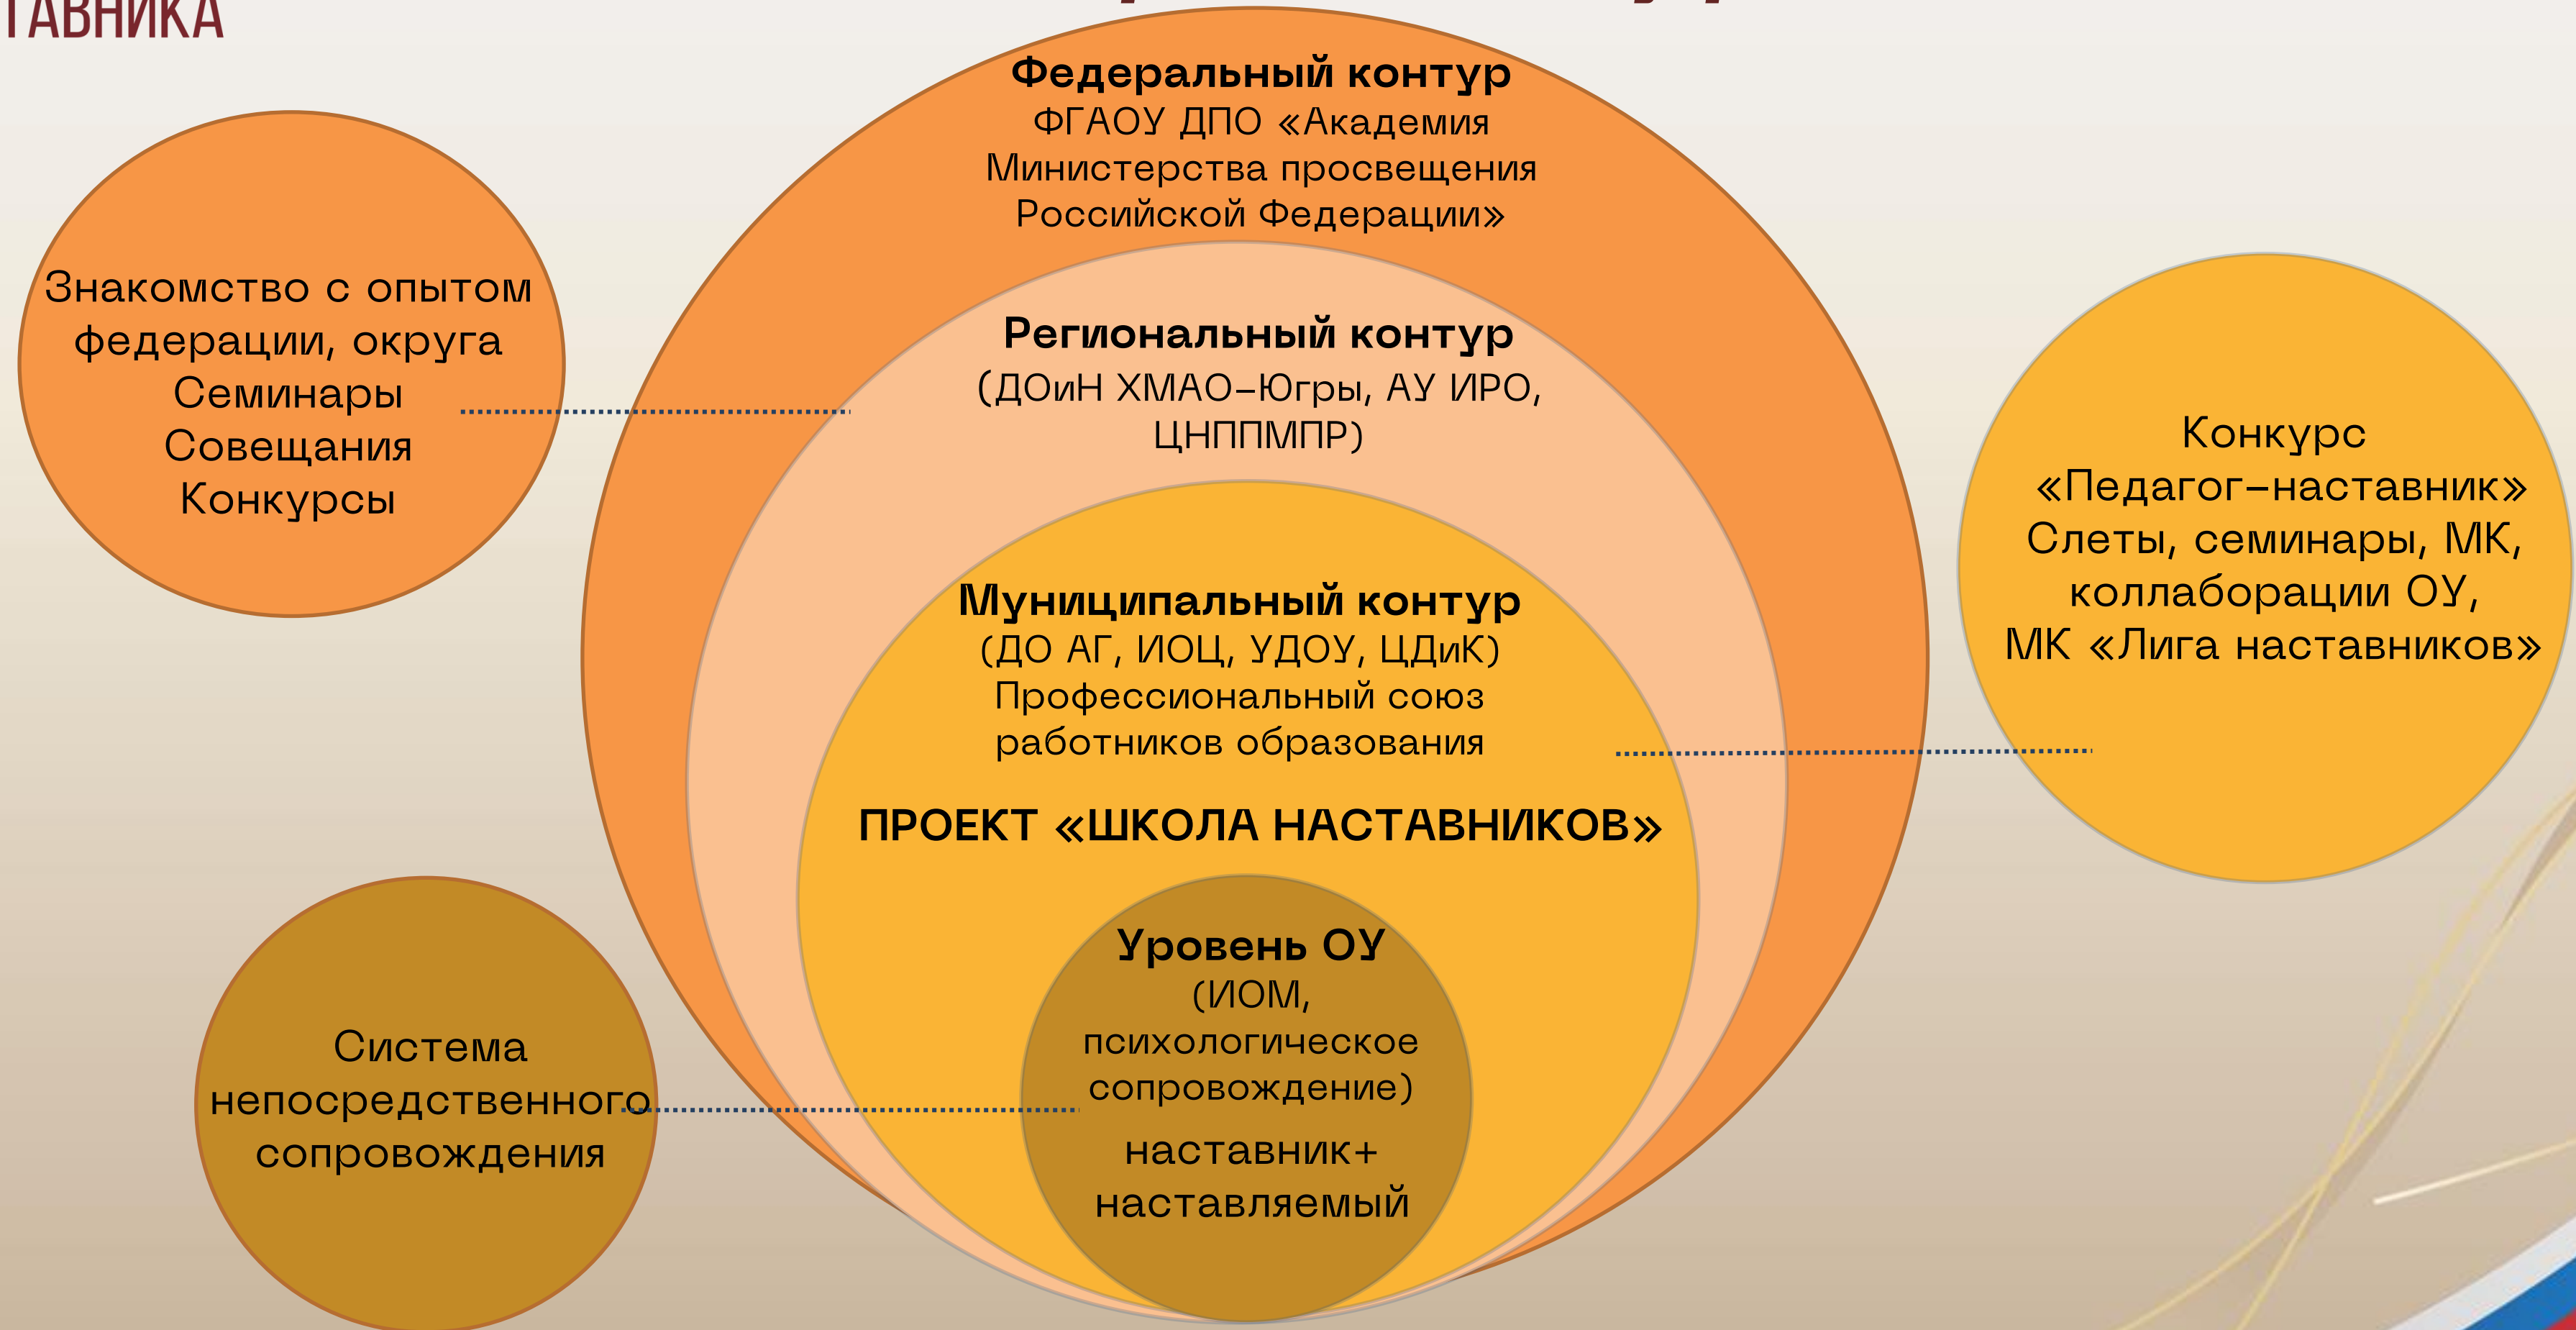 Федеральный контур
ФГАОУ ДПО «Академия
Министерства просвещения
Российской Федерации»
Знакомство с опытом
федерации, округа
Семинары
Совещания
Конкурсы
Региональный контур
(ДОиН ХМАО-Югры, АУ ИРО,
ЦНППМПР)
Конкурс
«Педагог-наставник»
Слеты, семинары, МК,
коллаборации ОУ,
МК «Лига наставников»
Муниципальный контур
(ДО АГ, ИОЦ, УДОУ, ЦДиК)
Профессиональный союз
работников образования
ПРОЕКТ «ШКОЛА НАСТАВНИКОВ»
Уровень ОУ
(ИОМ,
психологическое
сопровождение)
наставник+
наставляемый
Система
непосредственного
сопровождения